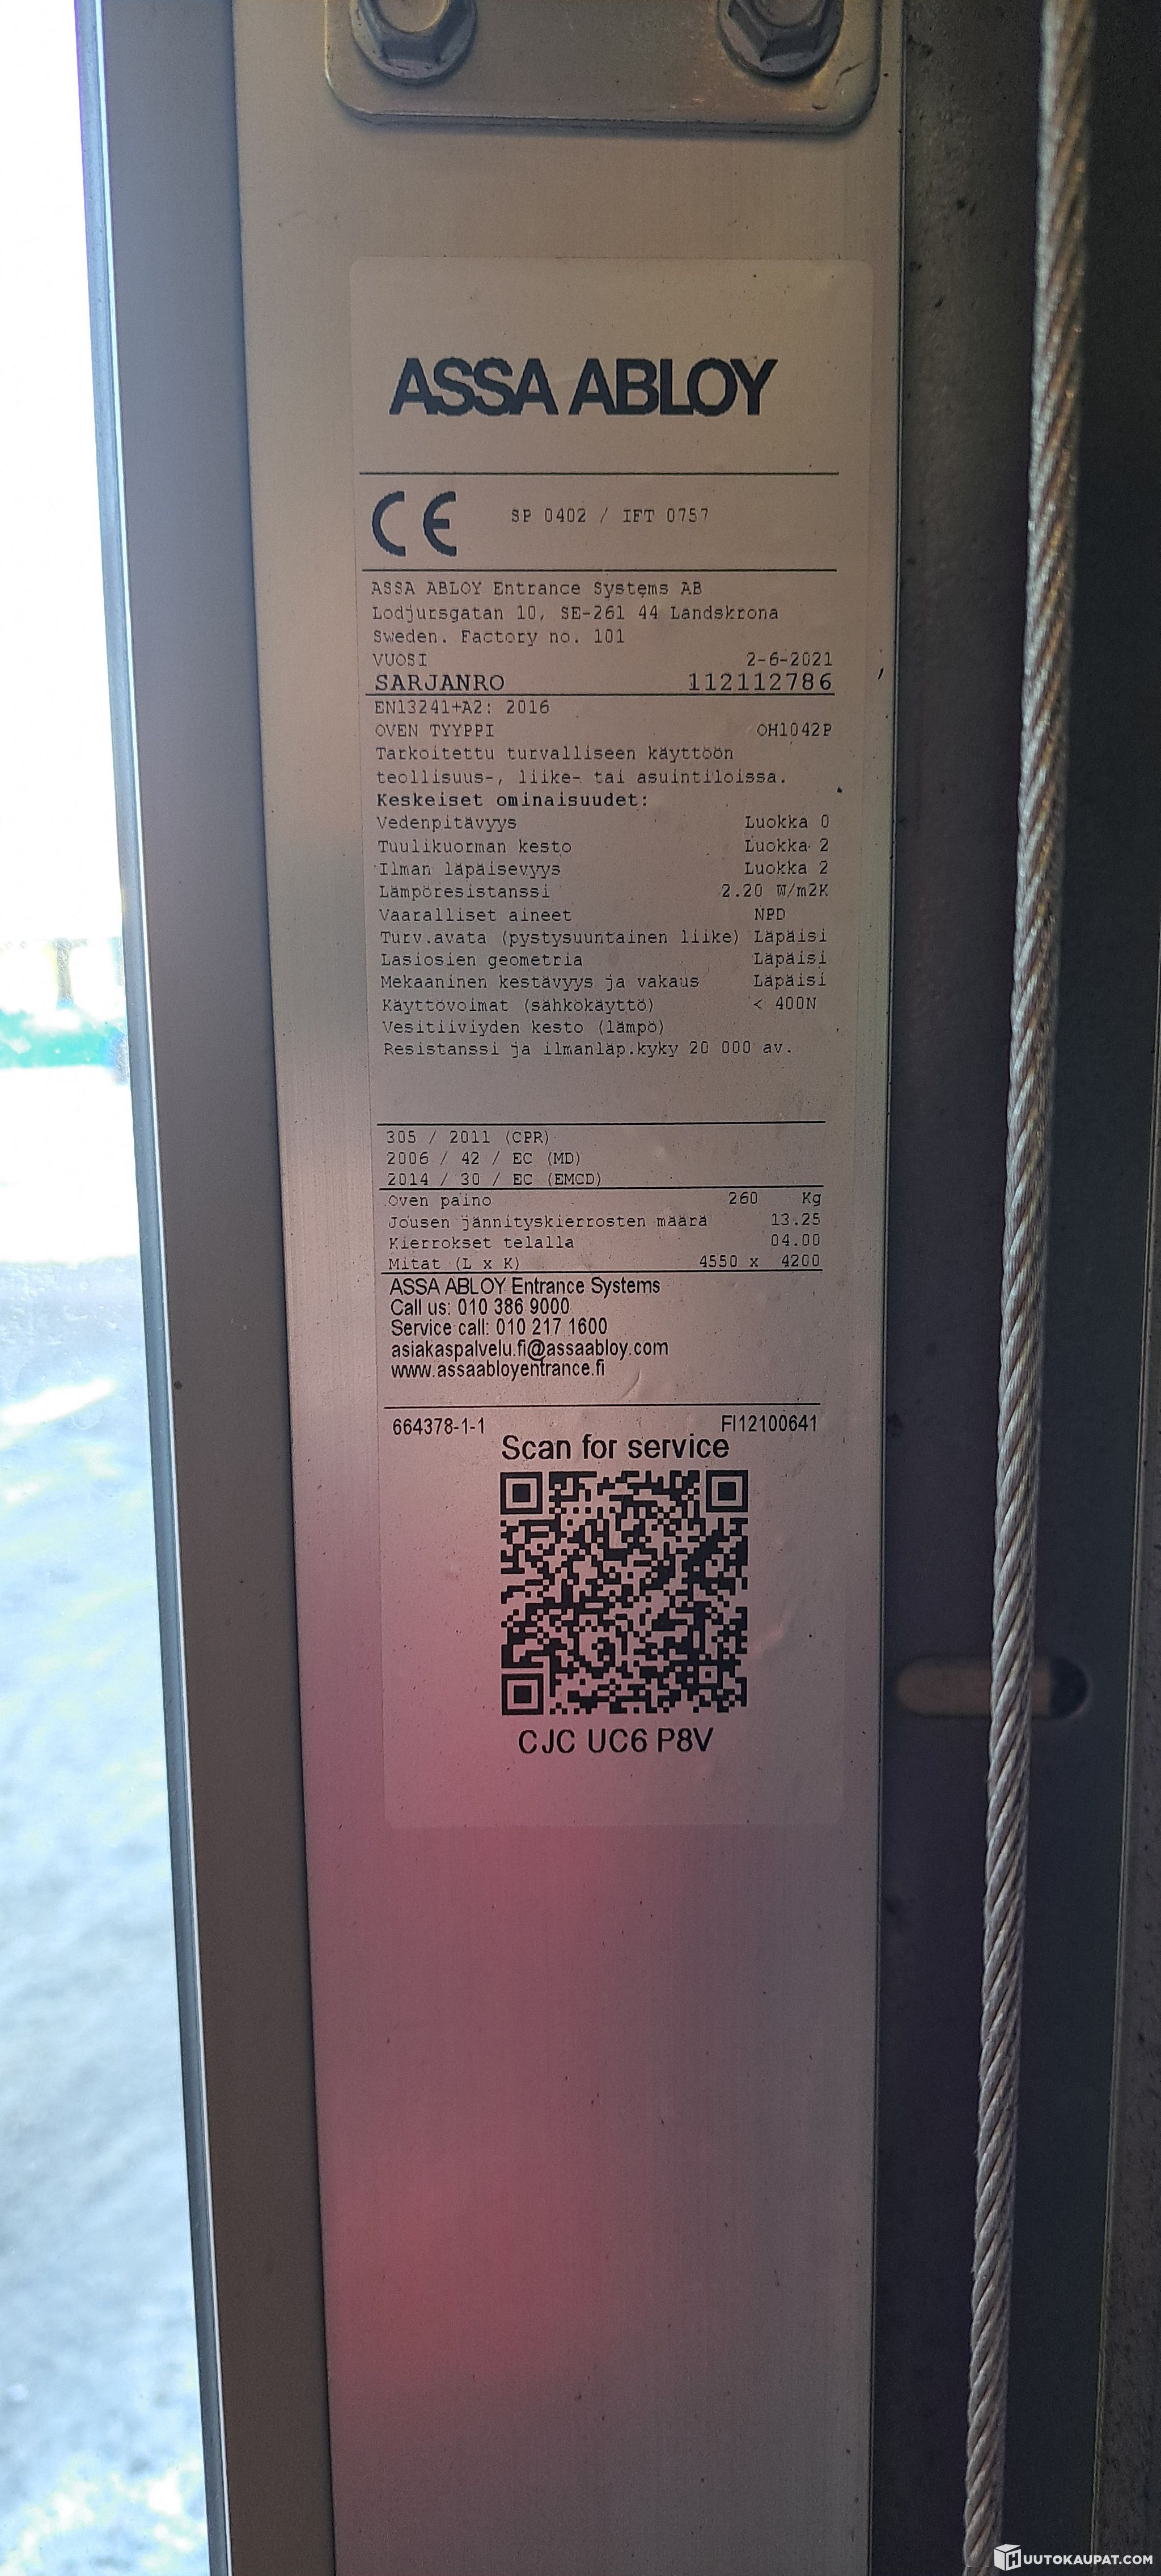 ASSA ABLOY
CE SP 0402 / IFT 0757
ASSA ABLOY Entrance Systems AB
Lodjursgatan 10, SE-261 44 Landskrona
Sweden. Factory no. 101
VUOSI 2-6-2021
SARJANRO 112112786
EN13241+A2: 2016
OVEN TYYPPI OH1042P
Tarkoitettu turvalliseen käyttöön
teollisuus-, liike- tai asuintiloissa.
Keskeiset ominaisuudet:
Vedenpitävyys Luokka 0
Tuulikuorman kesto Luokka 2
Ilman läpäisevyys Luokka 2
Lämpöresistanssi 2.20 W/m2K
Vaaralliset aineet NPD
Turv.avata (pystysuuntainen liike) Läpäisi
Lasiosien geometria Läpäisi
Mekaaninen kestävyys ja vakaus Läpäisi
Käyttövoimat (sähkökäyttö) < 400N
Vesitiiviyden kesto (lämpö)
Resistanssi ja ilmanläp.kyky 20 000 av.
305 / 2011 (CPR)
2006 / 42 / EC (MD)
2014 / 30 / EC (EMCD)
Oven paino 260 Kg
Jousen jännityskierrosten määrä 13.25
Kierrokset telalla 04.00
Mitat (L x K) 4550 x 4200
ASSA ABLOY Entrance Systems
Call us: 010 386 9000
Service call: 010 217 1600
asiakaspalvelu.fi@assaabloy.com
www.assaabloyentrance.fi
664378-1-1 FI12100641
Scan for service
CJC UC6 P8V
HUUTOKAUPAT.COM